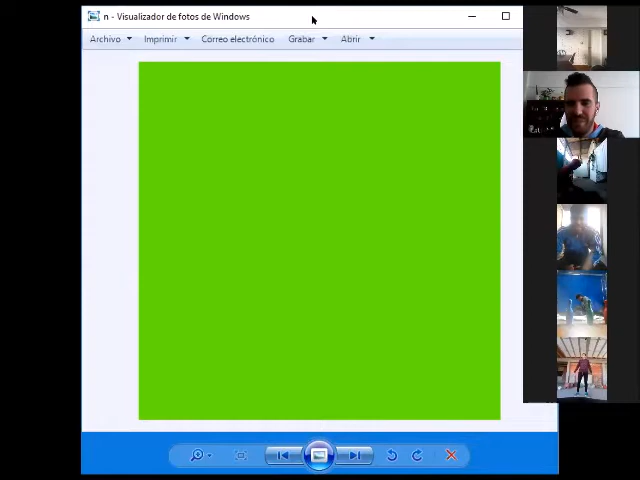 n - Visualizador de fotos de Windows
Archivo Imprimir Correo electrónico Grabar Abrir